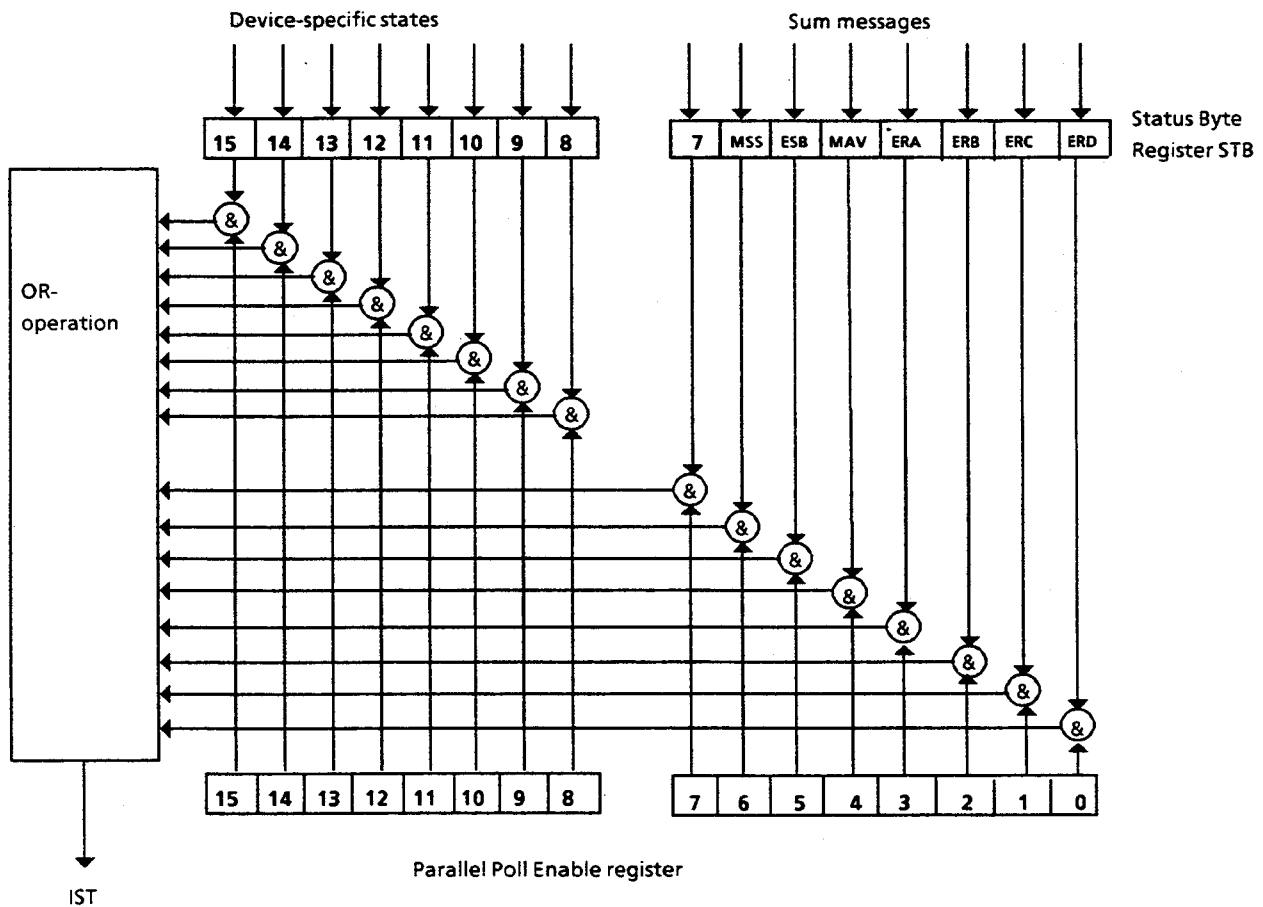 Device-specific states
Sum messages
15 14 13 12 11 10 9 8
7 MSS ESB MAV ERA ERB ERC ERD
Status Byte
Register STB
&
&
&
&
&
&
&
&
OR-
operation
&
&
&
&
&
&
&
&
15 14 13 12 11 10 9 8
7 6 5 4 3 2 1 0
Parallel Poll Enable register
IST